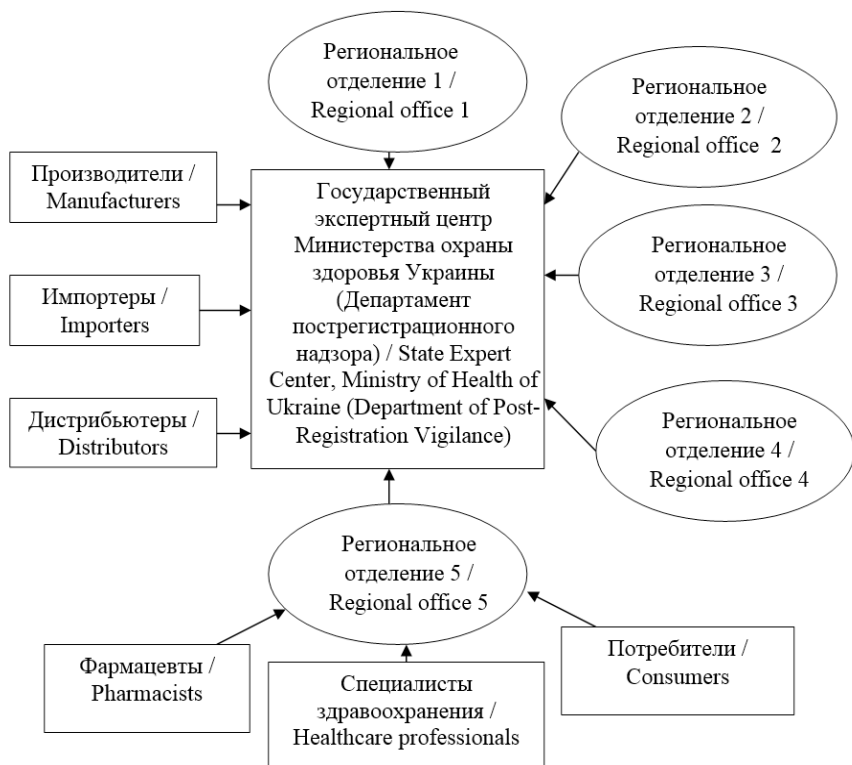 Региональное
отделение 1 /
Regional office 1
Региональное
отделение 2 /
Regional office 2
Производители /
Manufacturers
Государственный
экспертный центр
Министерства охраны
здоровья Украины
(Департамент
пострегистрационного
надзора) / State Expert
Center, Ministry of Health of
Ukraine (Department of Post-
Registration Vigilance)
Региональное
отделение 3 /
Regional office 3
Импортеры /
Importers
Дистрибьютеры /
Distributors
Региональное
отделение 4 /
Regional office 4
Региональное
отделение 5 /
Regional office 5
Фармацевты /
Pharmacists
Специалисты
здравоохранения /
Healthcare professionals
Потребители /
Consumers